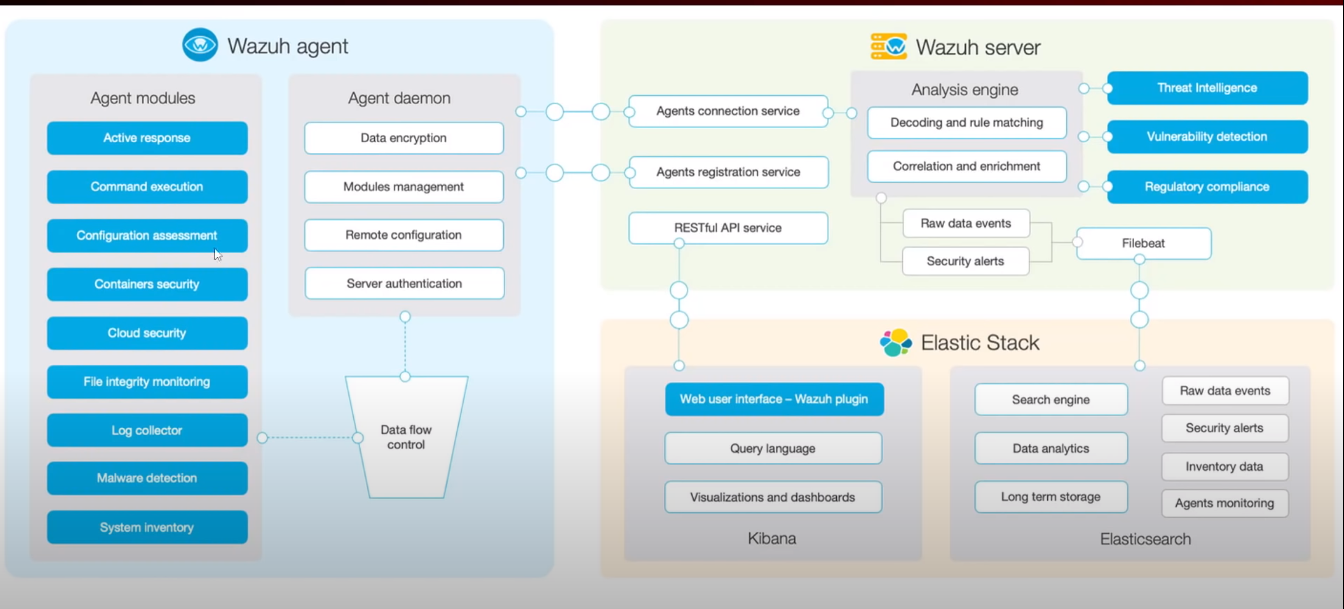 Wazuh agent
Agent modules
Active response
Command execution
Configuration assessment
Containers security
Cloud security
File integrity monitoring
Log collector
Malware detection
System inventory
Agent daemon
Data encryption
Modules management
Remote configuration
Server authentication
Data flow
control
Wazuh server
Agents connection service
Agents registration service
RESTful API service
Analysis engine
Decoding and rule matching
Correlation and enrichment
Raw data events
Security alerts
Threat Intelligence
Vulnerability detection
Regulatory compliance
Filebeat
Elastic Stack
Web user interface – Wazuh plugin
Query language
Visualizations and dashboards
Kibana
Search engine
Data analytics
Long term storage
Raw data events
Security alerts
Inventory data
Agents monitoring
Elasticsearch